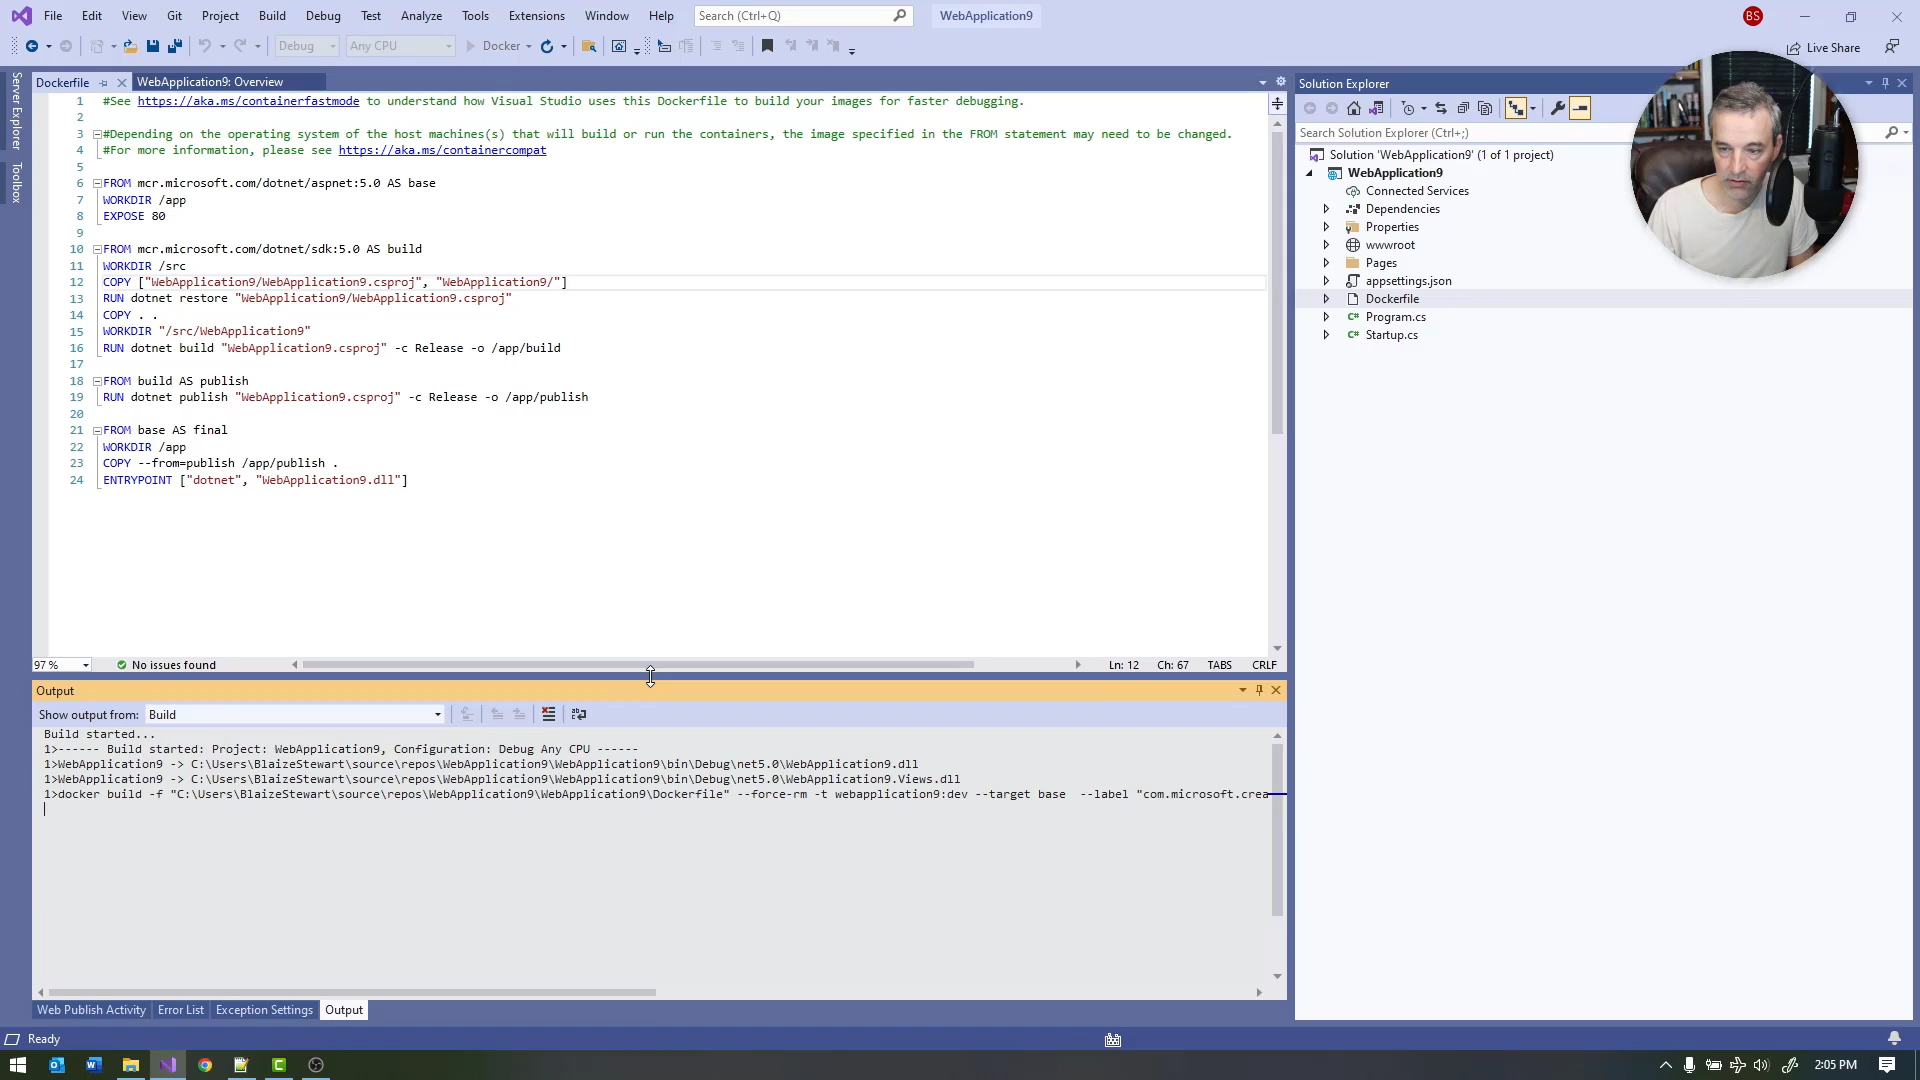 File Edit View Git Project Build Debug Test Analyze Tools Extensions Window Help Search (Ctrl+Q) WebApplication9 BS
Debug Any CPU Docker Live Share
Server Explorer
Toolbox
Dockerfile WebApplication9: Overview
1 #See https://aka.ms/containerfastmode to understand how Visual Studio uses this Dockerfile to build your images for faster debugging.
2
3 #Depending on the operating system of the host machines(s) that will build or run the containers, the image specified in the FROM statement may need to be changed.
4 #For more information, please see https://aka.ms/containercompat
5
6 FROM mcr.microsoft.com/dotnet/aspnet:5.0 AS base
7 WORKDIR /app
8 EXPOSE 80
9
10 FROM mcr.microsoft.com/dotnet/sdk:5.0 AS build
11 WORKDIR /src
12 COPY ["WebApplication9/WebApplication9.csproj", "WebApplication9/"]
13 RUN dotnet restore "WebApplication9/WebApplication9.csproj"
14 COPY . .
15 WORKDIR "/src/WebApplication9"
16 RUN dotnet build "WebApplication9.csproj" -c Release -o /app/build
17
18 FROM build AS publish
19 RUN dotnet publish "WebApplication9.csproj" -c Release -o /app/publish
20
21 FROM base AS final
22 WORKDIR /app
23 COPY --from=publish /app/publish .
24 ENTRYPOINT ["dotnet", "WebApplication9.dll"]
97 % No issues found Ln: 12 Ch: 67 TABS CRLF
Output
Show output from: Build
Build started...
1>------ Build started: Project: WebApplication9, Configuration: Debug Any CPU ------
1>WebApplication9 -> C:\Users\BlaizeStewart\source\repos\WebApplication9\WebApplication9\bin\Debug\net5.0\WebApplication9.dll
1>WebApplication9 -> C:\Users\BlaizeStewart\source\repos\WebApplication9\WebApplication9\bin\Debug\net5.0\WebApplication9.Views.dll
1>docker build -f "C:\Users\BlaizeStewart\source\repos\WebApplication9\WebApplication9\Dockerfile" --force-rm -t webapplication9:dev --target base --label "com.microsoft.crea
Web Publish Activity Error List Exception Settings Output
Solution Explorer
Search Solution Explorer (Ctrl+;)
Solution 'WebApplication9' (1 of 1 project)
WebApplication9
Connected Services
Dependencies
Properties
wwwroot
Pages
appsettings.json
Dockerfile
C# Program.cs
C# Startup.cs
Ready
2:05 PM